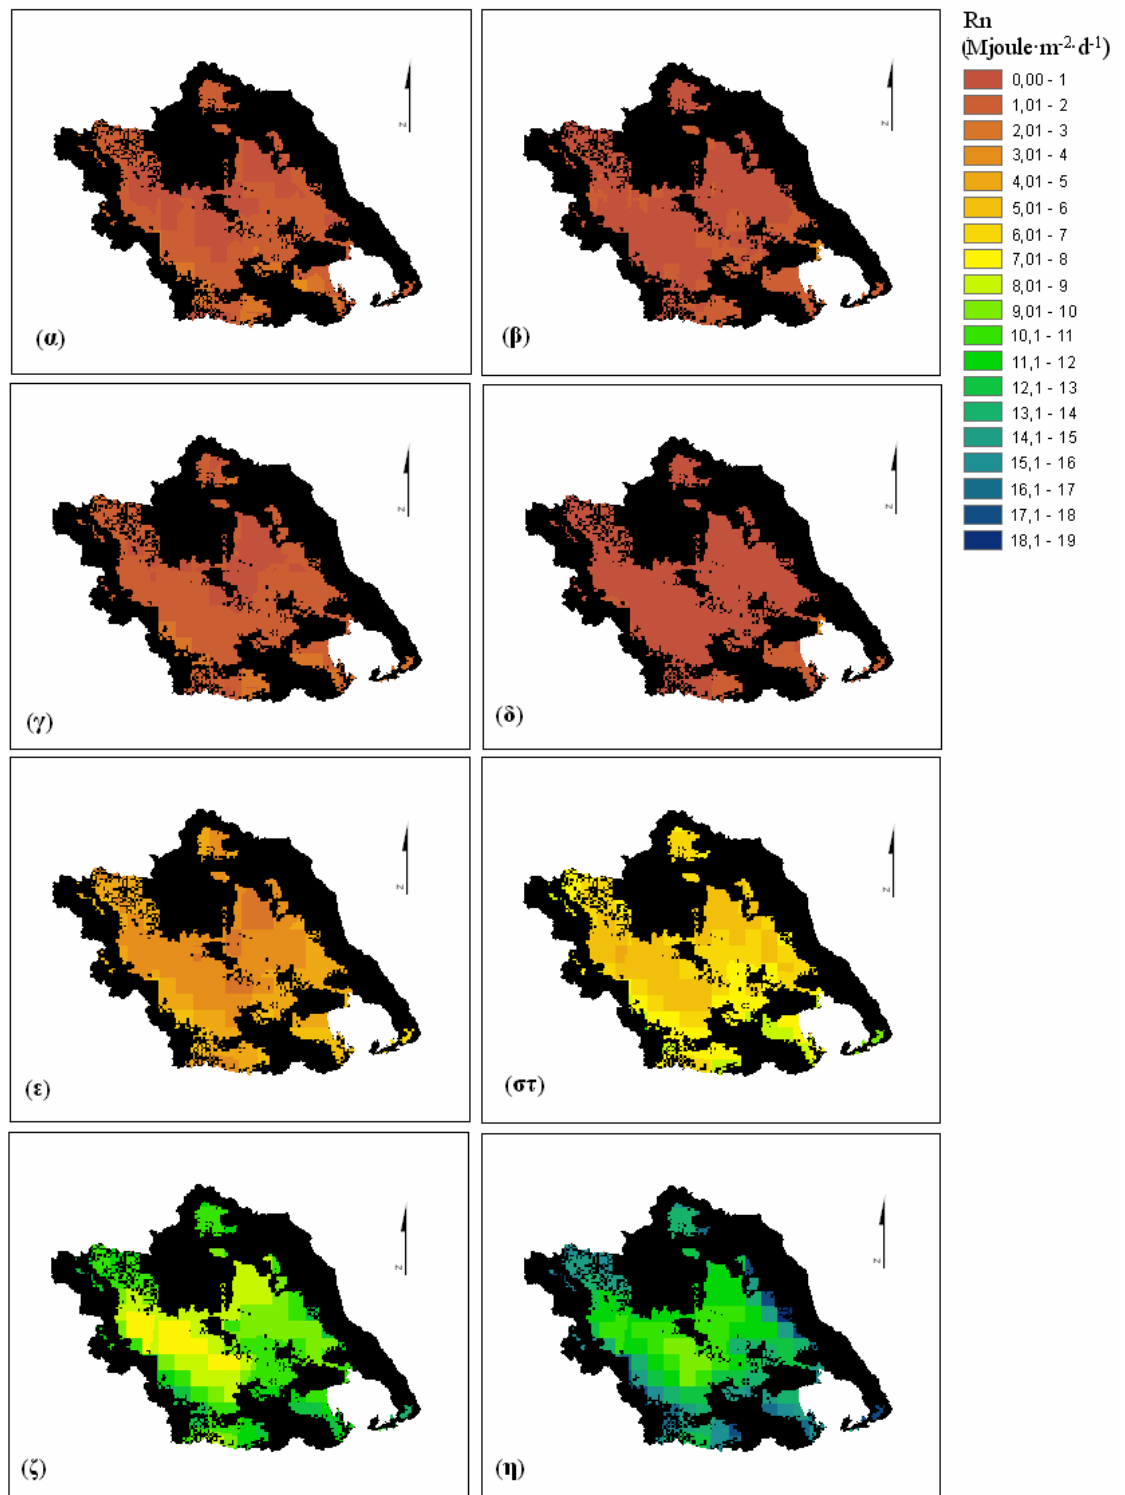 Rn
(Mjoule·m-2·d-1)
0,00 - 1
1,01 - 2
2,01 - 3
3,01 - 4
4,01 - 5
5,01 - 6
6,01 - 7
7,01 - 8
8,01 - 9
9,01 - 10
10,1 - 11
11,1 - 12
12,1 - 13
13,1 - 14
14,1 - 15
15,1 - 16
16,1 - 17
17,1 - 18
18,1 - 19
N
(α)
N
(β)
N
(γ)
N
(δ)
N
(ε)
N
(στ)
N
(ζ)
N
(η)